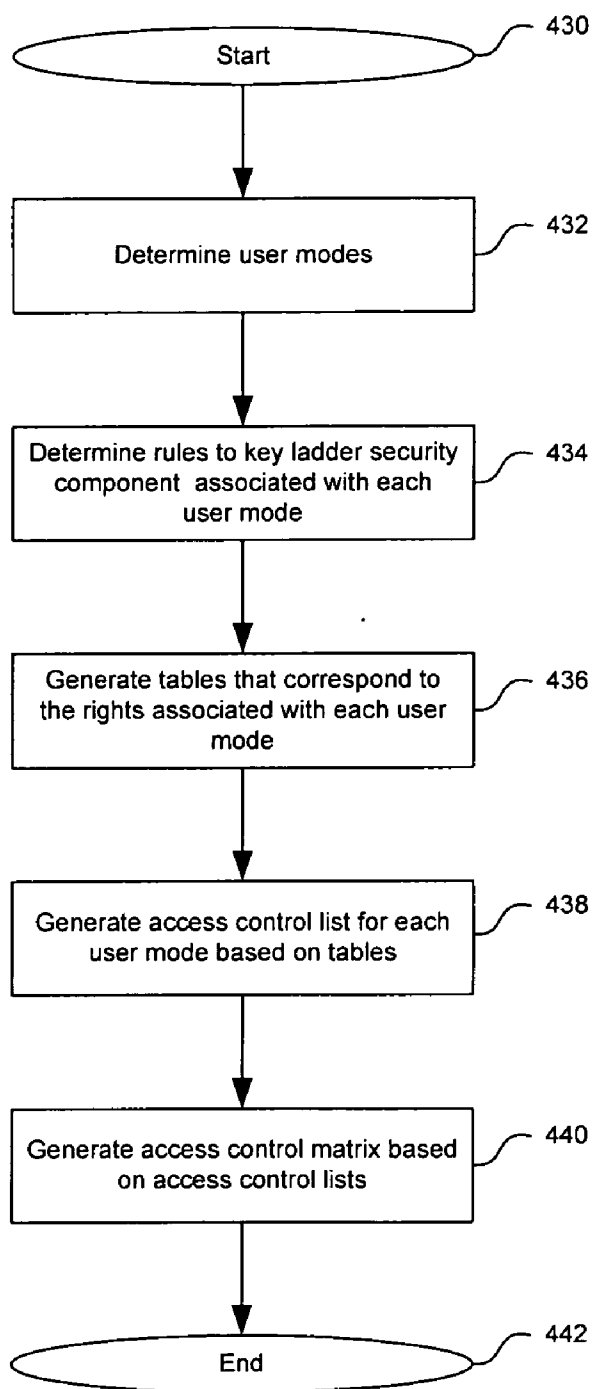 Start
430
Determine user modes
432
Determine rules to key ladder security
component associated with each
user mode
434
Generate tables that correspond to
the rights associated with each user
mode
436
Generate access control list for each
user mode based on tables
438
Generate access control matrix based
on access control lists
440
End
442